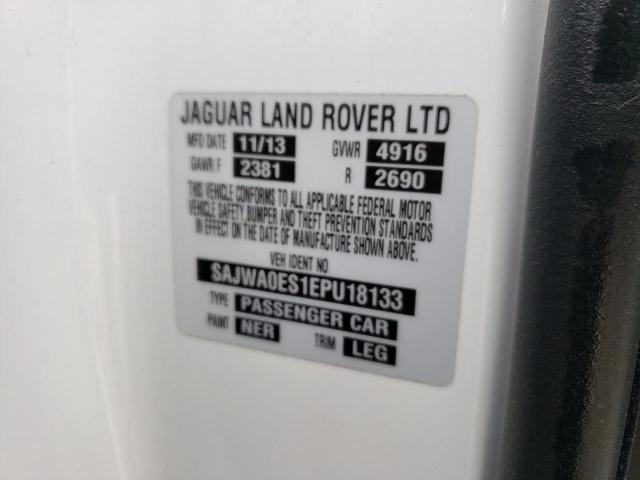 JAGUAR LAND ROVER LTD
MFD DATE 11/13 GVWR 4916
GAWR F 2381 R 2690
THIS VEHICLE CONFORMS TO ALL APPLICABLE FEDERAL MOTOR
VEHICLE SAFETY, BUMPER AND THEFT PREVENTION STANDARDS
IN EFFECT ON THE DATE OF MANUFACTURE SHOWN ABOVE.
VEH IDENT NO
SAJWA0ES1EPU18133
TYPE PASSENGER CAR
PAINT NER TRIM LEG